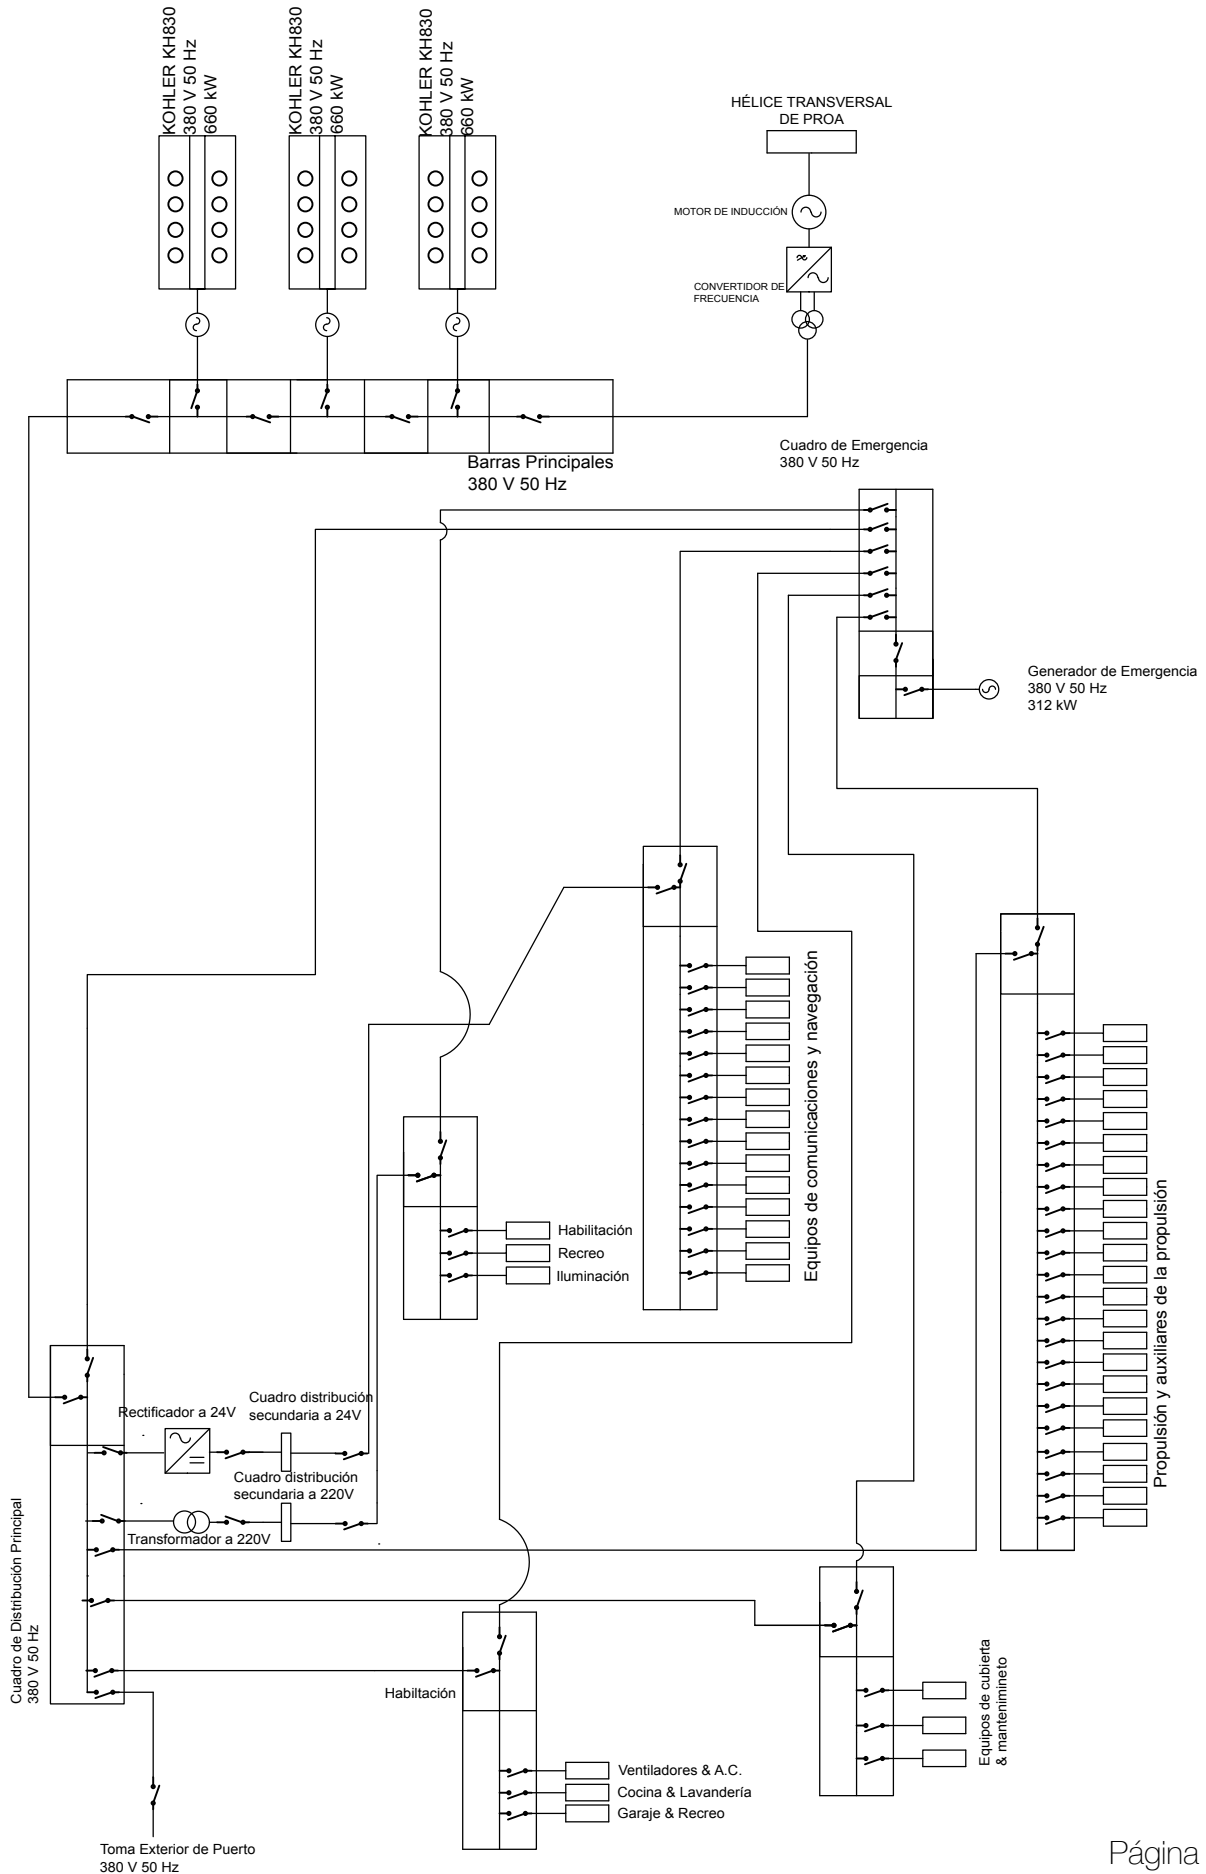 KOHLER KH830
380 V 50 Hz
660 kW
KOHLER KH830
380 V 50 Hz
660 kW
KOHLER KH830
380 V 50 Hz
660 kW
HÉLICE TRANSVERSAL
DE PROA
MOTOR DE INDUCCIÓN
CONVERTIDOR DE
FRECUENCIA
Barras Principales
380 V 50 Hz
Cuadro de Emergencia
380 V 50 Hz
Generador de Emergencia
380 V 50 Hz
312 kW
Equipos de comunicaciones y navegación
Propulsión y auxiliares de la propulsión
Habilitación
Recreo
Iluminación
Rectificador a 24V
Cuadro distribución
secundaria a 24V
Cuadro distribución
secundaria a 220V
Transformador a 220V
Cuadro de Distribución Principal
380 V 50 Hz
Habiltación
Equipos de cubierta
& mantenimineto
Ventiladores & A.C.
Cocina & Lavandería
Garaje & Recreo
Toma Exterior de Puerto
380 V 50 Hz
Página